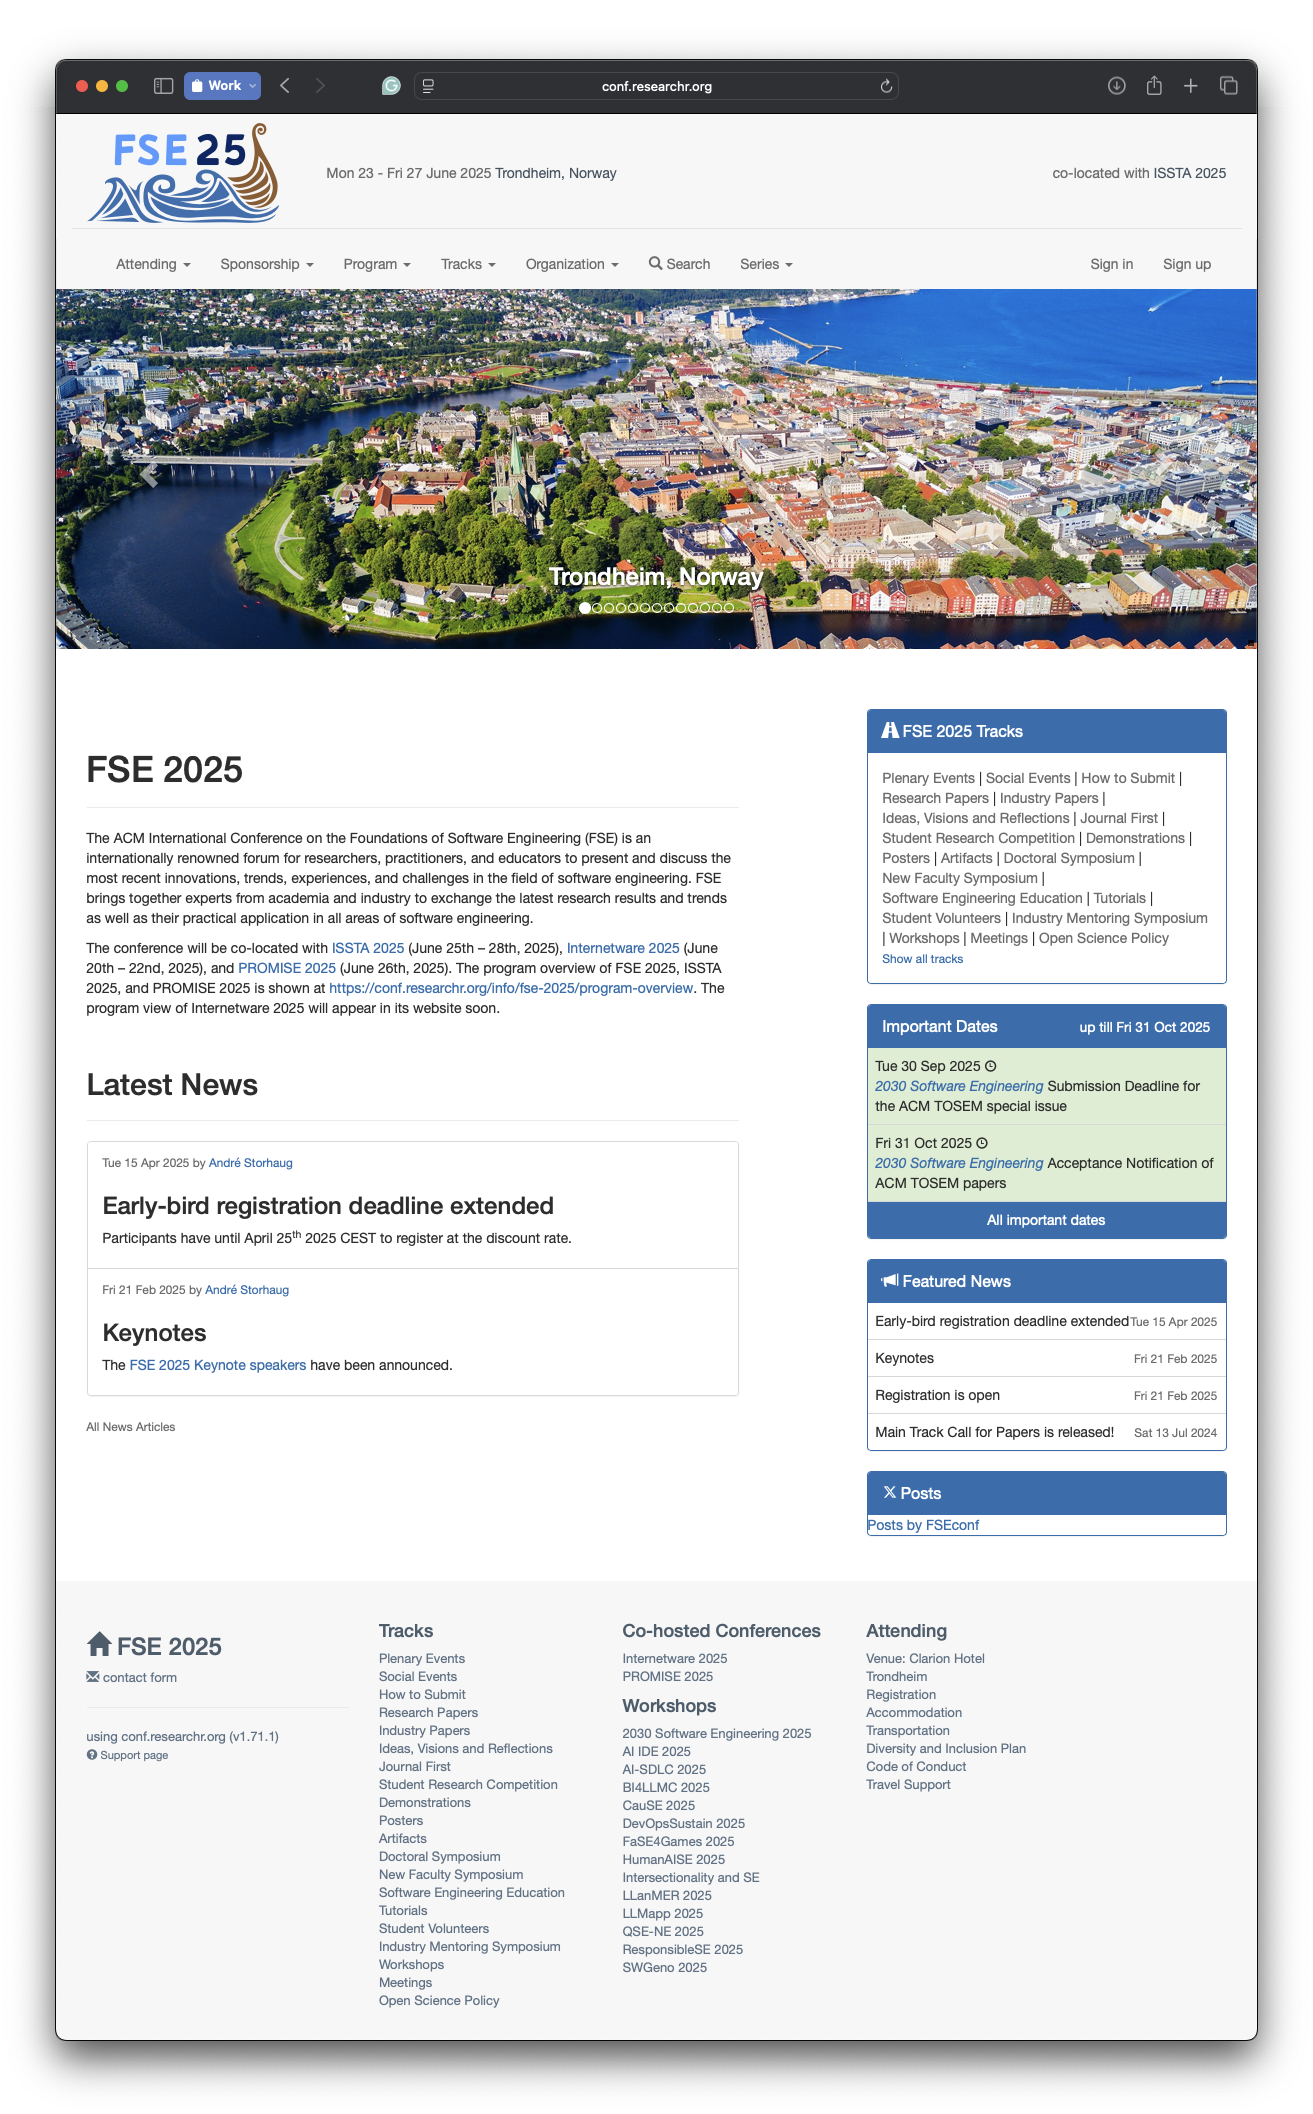 Work
conf.researchr.org
FSE 25
Mon 23 - Fri 27 June 2025 Trondheim, Norway
co-located with ISSTA 2025
Attending
Sponsorship
Program
Tracks
Organization
Search
Series
Sign in
Sign up
Trondheim, Norway
FSE 2025
The ACM International Conference on the Foundations of Software Engineering (FSE) is an
internationally renowned forum for researchers, practitioners, and educators to present and discuss the
most recent innovations, trends, experiences, and challenges in the field of software engineering. FSE
brings together experts from academia and industry to exchange the latest research results and trends
as well as their practical application in all areas of software engineering.
The conference will be co-located with ISSTA 2025 (June 25th – 28th, 2025), Internetware 2025 (June
20th – 22nd, 2025), and PROMISE 2025 (June 26th, 2025). The program overview of FSE 2025, ISSTA
2025, and PROMISE 2025 is shown at https://conf.researchr.org/info/fse-2025/program-overview. The
program view of Internetware 2025 will appear in its website soon.
Latest News
Tue 15 Apr 2025 by André Storhaug
Early-bird registration deadline extended
Participants have until April 25th 2025 CEST to register at the discount rate.
Fri 21 Feb 2025 by André Storhaug
Keynotes
The FSE 2025 Keynote speakers have been announced.
All News Articles
FSE 2025 Tracks
Plenary Events | Social Events | How to Submit |
Research Papers | Industry Papers |
Ideas, Visions and Reflections | Journal First |
Student Research Competition | Demonstrations |
Posters | Artifacts | Doctoral Symposium |
New Faculty Symposium |
Software Engineering Education | Tutorials |
Student Volunteers | Industry Mentoring Symposium
| Workshops | Meetings | Open Science Policy
Show all tracks
Important Dates
up till Fri 31 Oct 2025
Tue 30 Sep 2025
2030 Software Engineering Submission Deadline for
the ACM TOSEM special issue
Fri 31 Oct 2025
2030 Software Engineering Acceptance Notification of
ACM TOSEM papers
All important dates
Featured News
Early-bird registration deadline extended Tue 15 Apr 2025
Keynotes Fri 21 Feb 2025
Registration is open Fri 21 Feb 2025
Main Track Call for Papers is released! Sat 13 Jul 2024
X Posts
Posts by FSEconf
FSE 2025
contact form
using conf.researchr.org (v1.71.1)
Support page
Tracks
Plenary Events
Social Events
How to Submit
Research Papers
Industry Papers
Ideas, Visions and Reflections
Journal First
Student Research Competition
Demonstrations
Posters
Artifacts
Doctoral Symposium
New Faculty Symposium
Software Engineering Education
Tutorials
Student Volunteers
Industry Mentoring Symposium
Workshops
Meetings
Open Science Policy
Co-hosted Conferences
Internetware 2025
PROMISE 2025
Workshops
2030 Software Engineering 2025
AI IDE 2025
AI-SDLC 2025
BI4LLMC 2025
CauSE 2025
DevOpsSustain 2025
FaSE4Games 2025
HumanAISE 2025
Intersectionality and SE
LLanMER 2025
LLMapp 2025
QSE-NE 2025
ResponsibleSE 2025
SWGeno 2025
Attending
Venue: Clarion Hotel
Trondheim
Registration
Accommodation
Transportation
Diversity and Inclusion Plan
Code of Conduct
Travel Support